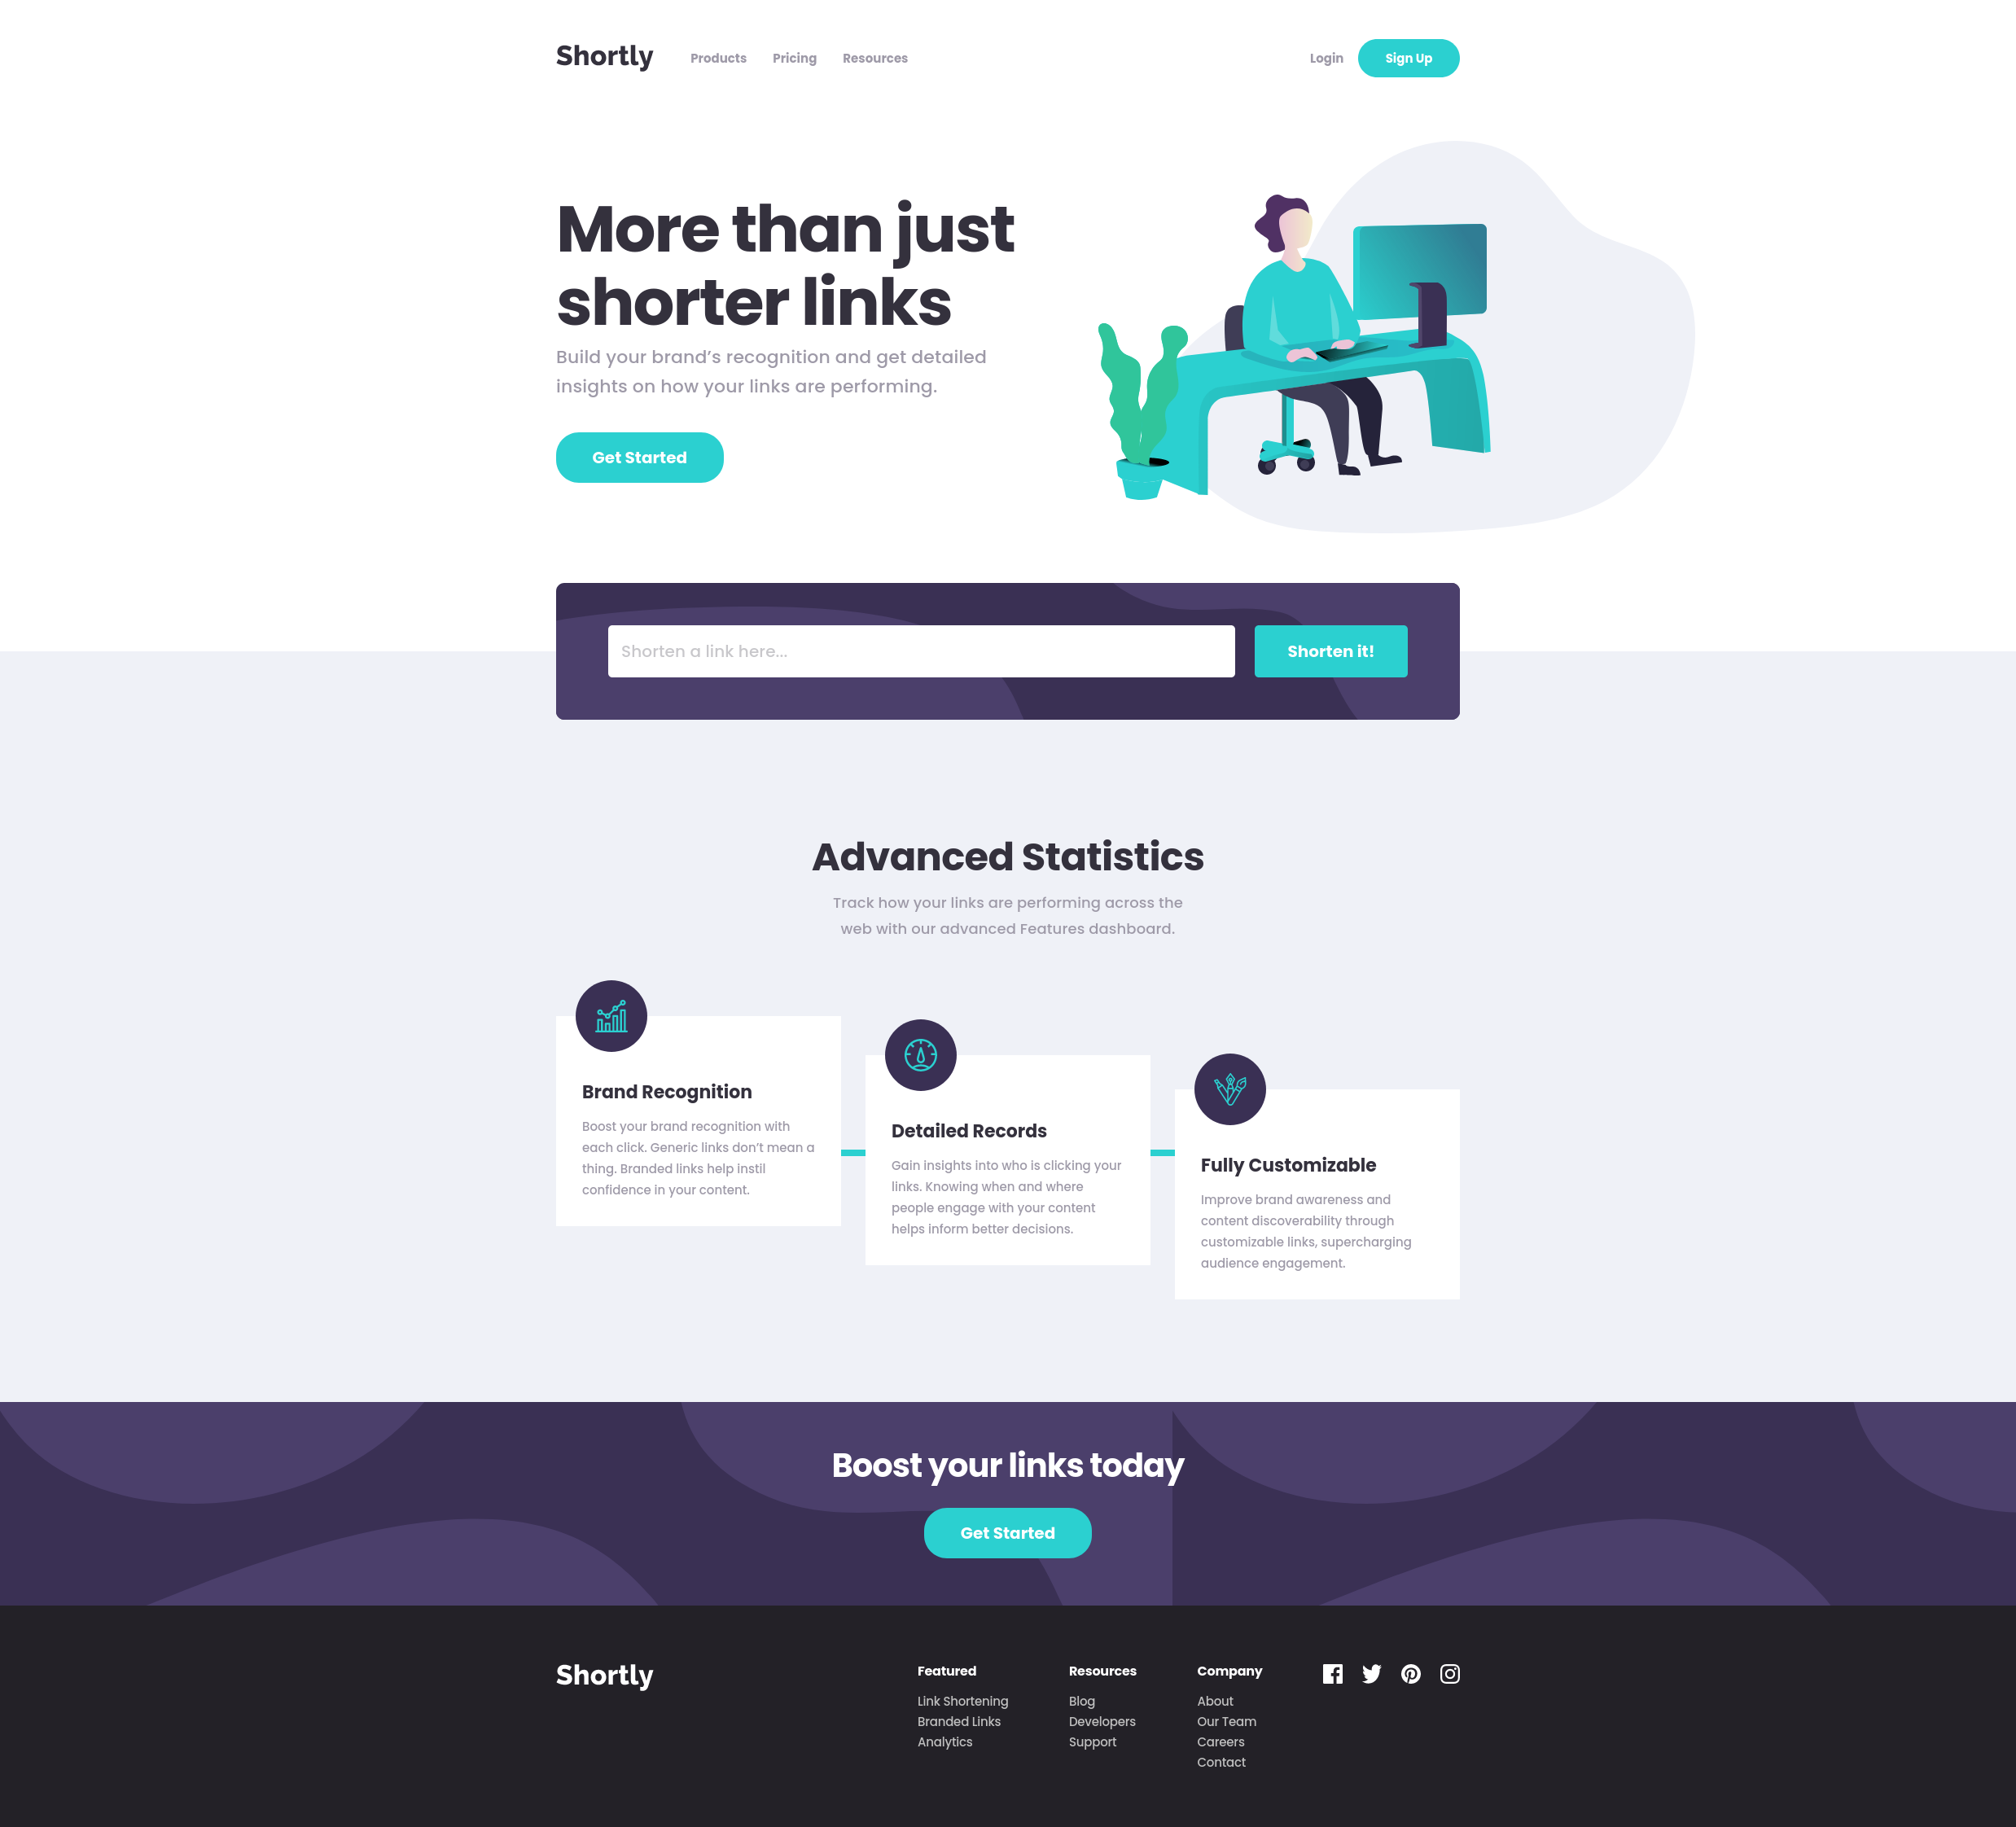 Shortly
Products
Pricing
Resources
Login
Sign Up
More than just
shorter links
Build your brand’s recognition and get detailed
insights on how your links are performing.
Get Started
Shorten a link here...
Shorten it!
Advanced Statistics
Track how your links are performing across the
web with our advanced Features dashboard.
Brand Recognition
Boost your brand recognition with
each click. Generic links don’t mean a
thing. Branded links help instil
confidence in your content.
Detailed Records
Gain insights into who is clicking your
links. Knowing when and where
people engage with your content
helps inform better decisions.
Fully Customizable
Improve brand awareness and
content discoverability through
customizable links, supercharging
audience engagement.
Boost your links today
Get Started
Shortly
Featured
Link Shortening
Branded Links
Analytics
Resources
Blog
Developers
Support
Company
About
Our Team
Careers
Contact